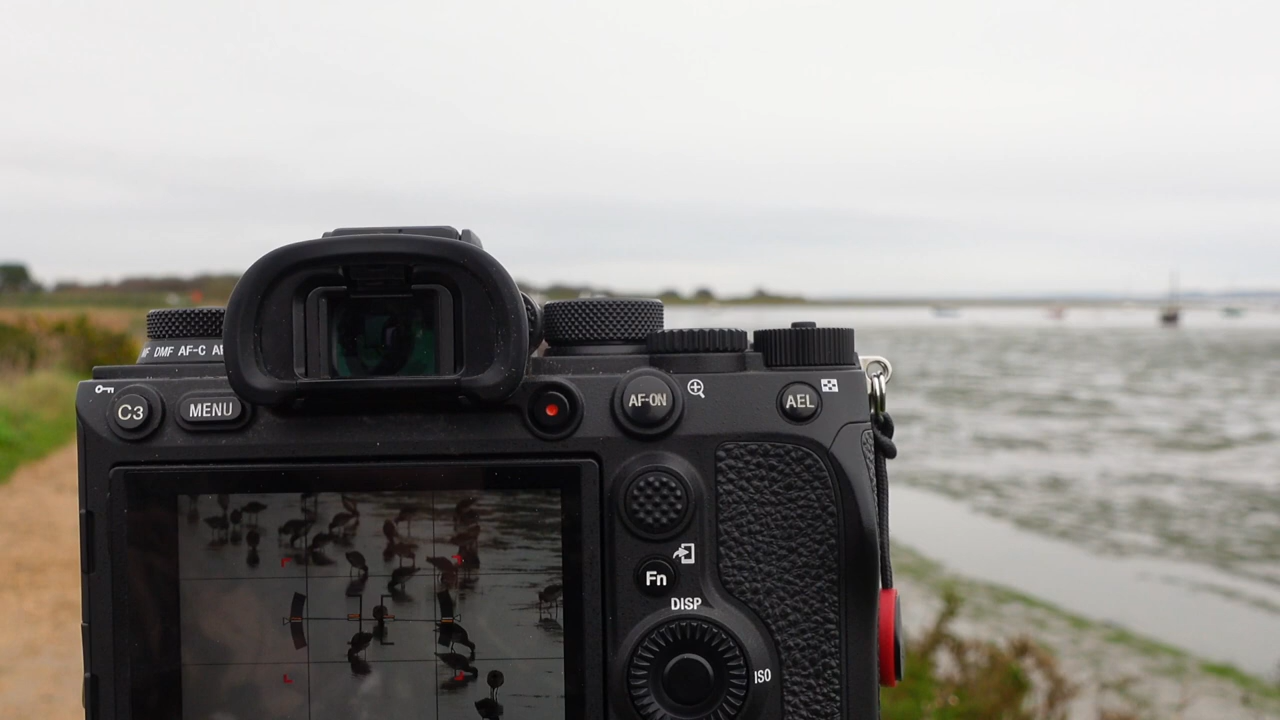 DMF AF-C
C3
MENU
AF-ON
AEL
Fn
DISP
ISO